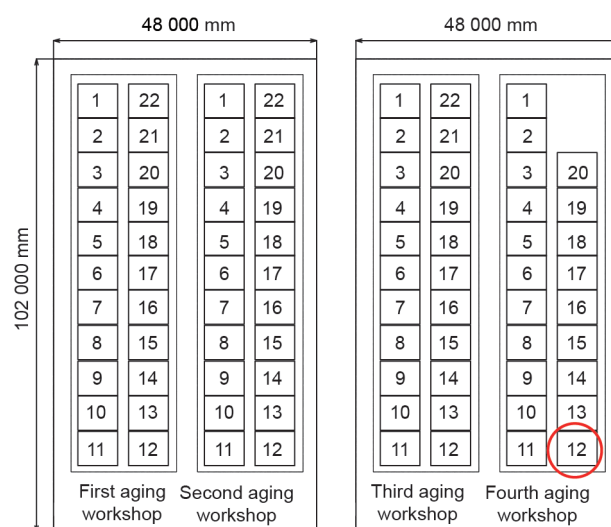 48 000 mm
48 000 mm
102 000 mm
1 22 1 22 1 22 1
2 21 2 21 2 21 2
3 20 3 20 3 20 3 20
4 19 4 19 4 19 4 19
5 18 5 18 5 18 5 18
6 17 6 17 6 17 6 17
7 16 7 16 7 16 7 16
8 15 8 15 8 15 8 15
9 14 9 14 9 14 9 14
10 13 10 13 10 13 10 13
11 12 11 12 11 12 11 12
First aging
workshop
Second aging
workshop
Third aging
workshop
Fourth aging
workshop